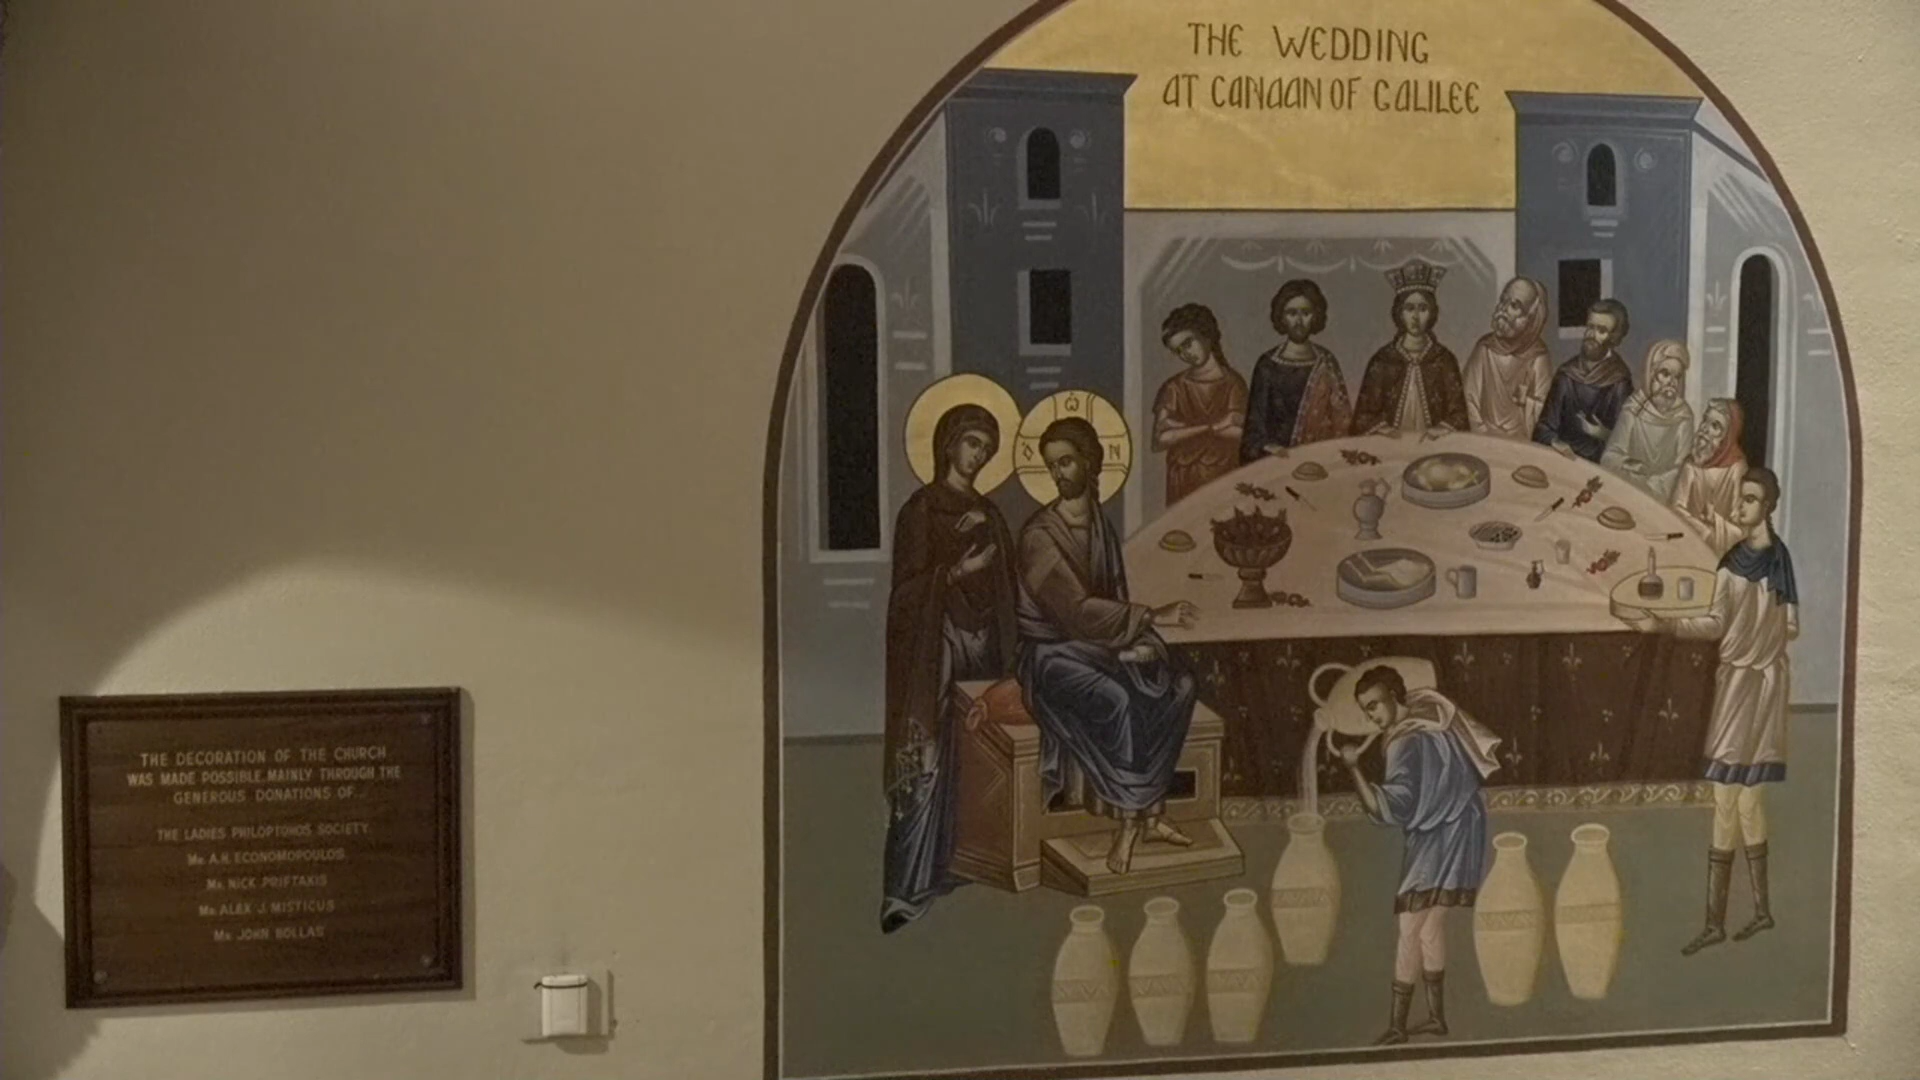 THE WEDDING
AT CANAAN OF GALILEE
Ὁ Ὤ Ν
THE DECORATION OF THE CHURCH
WAS MADE POSSIBLE, MAINLY THROUGH THE
GENEROUS DONATIONS OF...
THE LADIES PHILOPTOHOS SOCIETY
Mr. A.H. ECONOMOPOULOS
Mr. NICK PRIFTAKIS
Mr. ALEX J. MISTICUS
Mr. JOHN BOLLAS